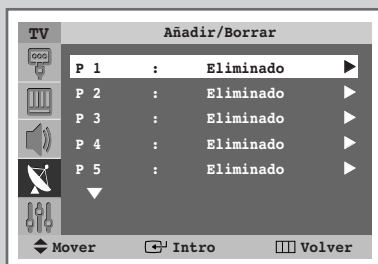 TV Añadir/Borrar
P 1 : Eliminado
P 2 : Eliminado
P 3 : Eliminado
P 4 : Eliminado
P 5 : Eliminado
Mover Intro Volver